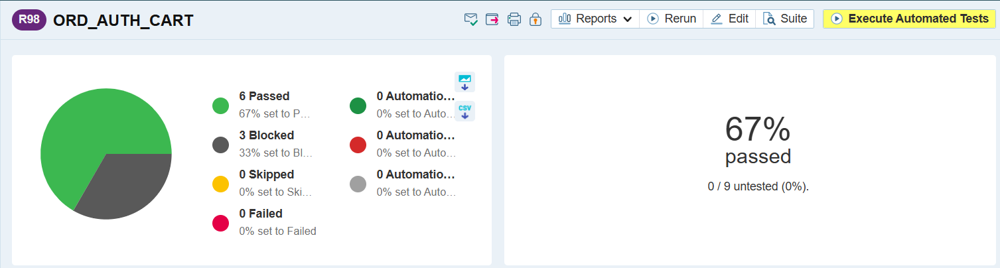 R98 ORD_AUTH_CART
Reports Rerun Edit Suite Execute Automated Tests
6 Passed
67% set to P…
3 Blocked
33% set to Bl…
0 Skipped
0% set to Ski…
0 Failed
0% set to Failed
0 Automatio…
0% set to Auto…
0 Automatio…
0% set to Auto…
0 Automatio…
0% set to Auto…
CSV
67%
passed
0 / 9 untested (0%).